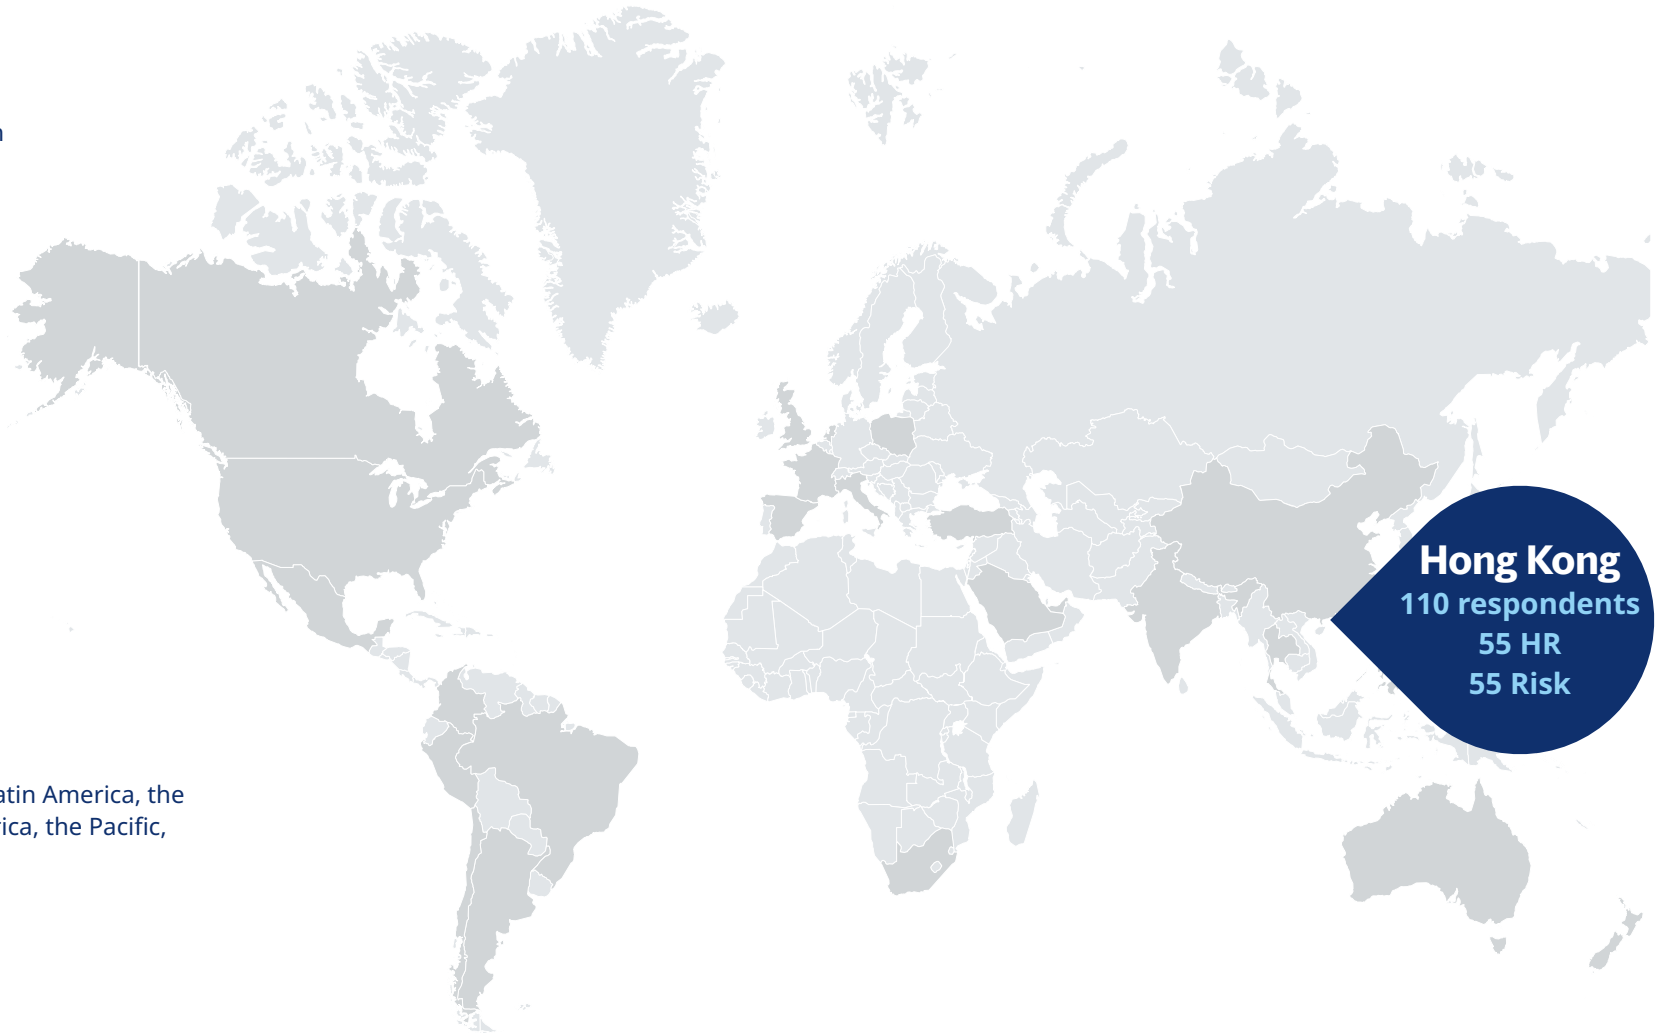 Hong Kong
110 respondents
55 HR
55 Risk
atin America, the
ica, the Pacific,